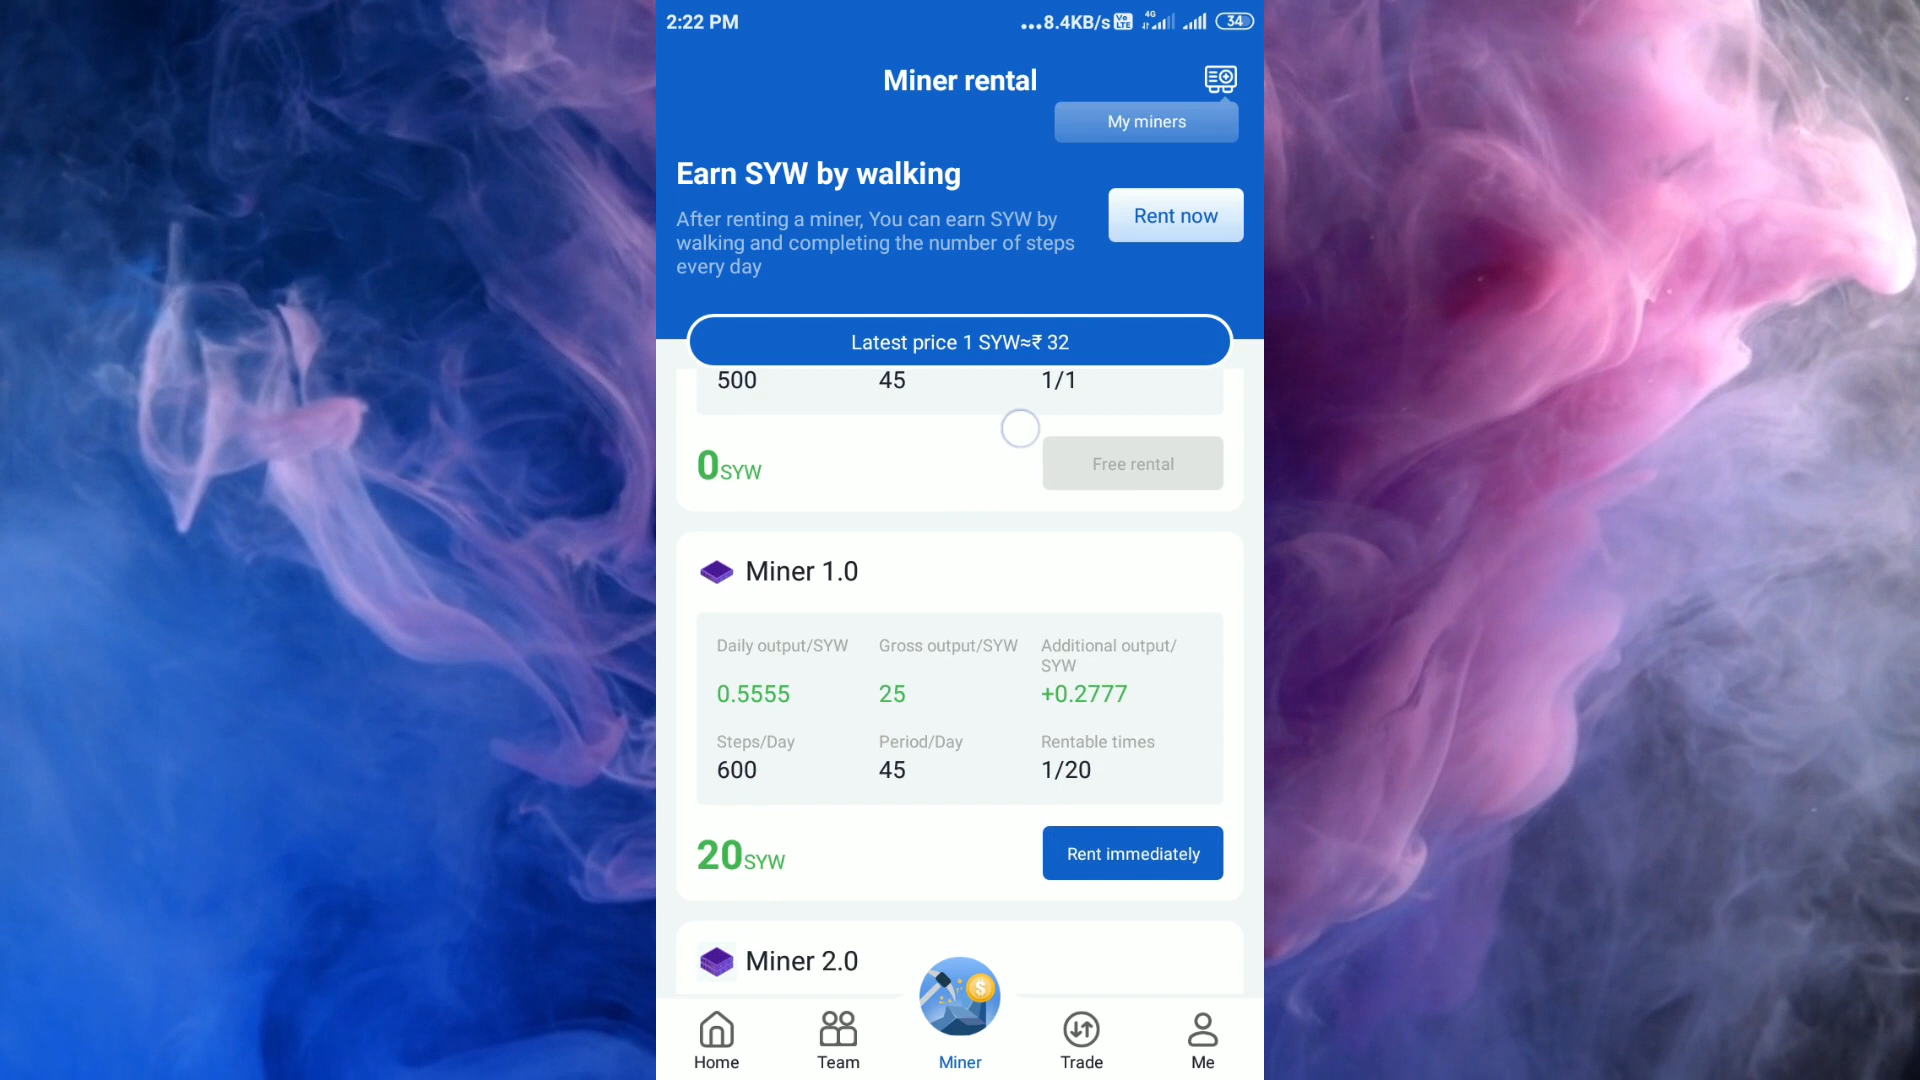 2:22 PM
...8.4KB/s Vo LTE 4G 34
Miner rental
My miners
Earn SYW by walking
After renting a miner, You can earn SYW by
walking and completing the number of steps
every day
Rent now
Latest price 1 SYW≈₹ 32
500 45 1/1
0SYW Free rental
Miner 1.0
Daily output/SYW Gross output/SYW Additional output/
SYW
0.5555 25 +0.2777
Steps/Day Period/Day Rentable times
600 45 1/20
20SYW Rent immediately
Miner 2.0
$
Home Team Miner Trade Me